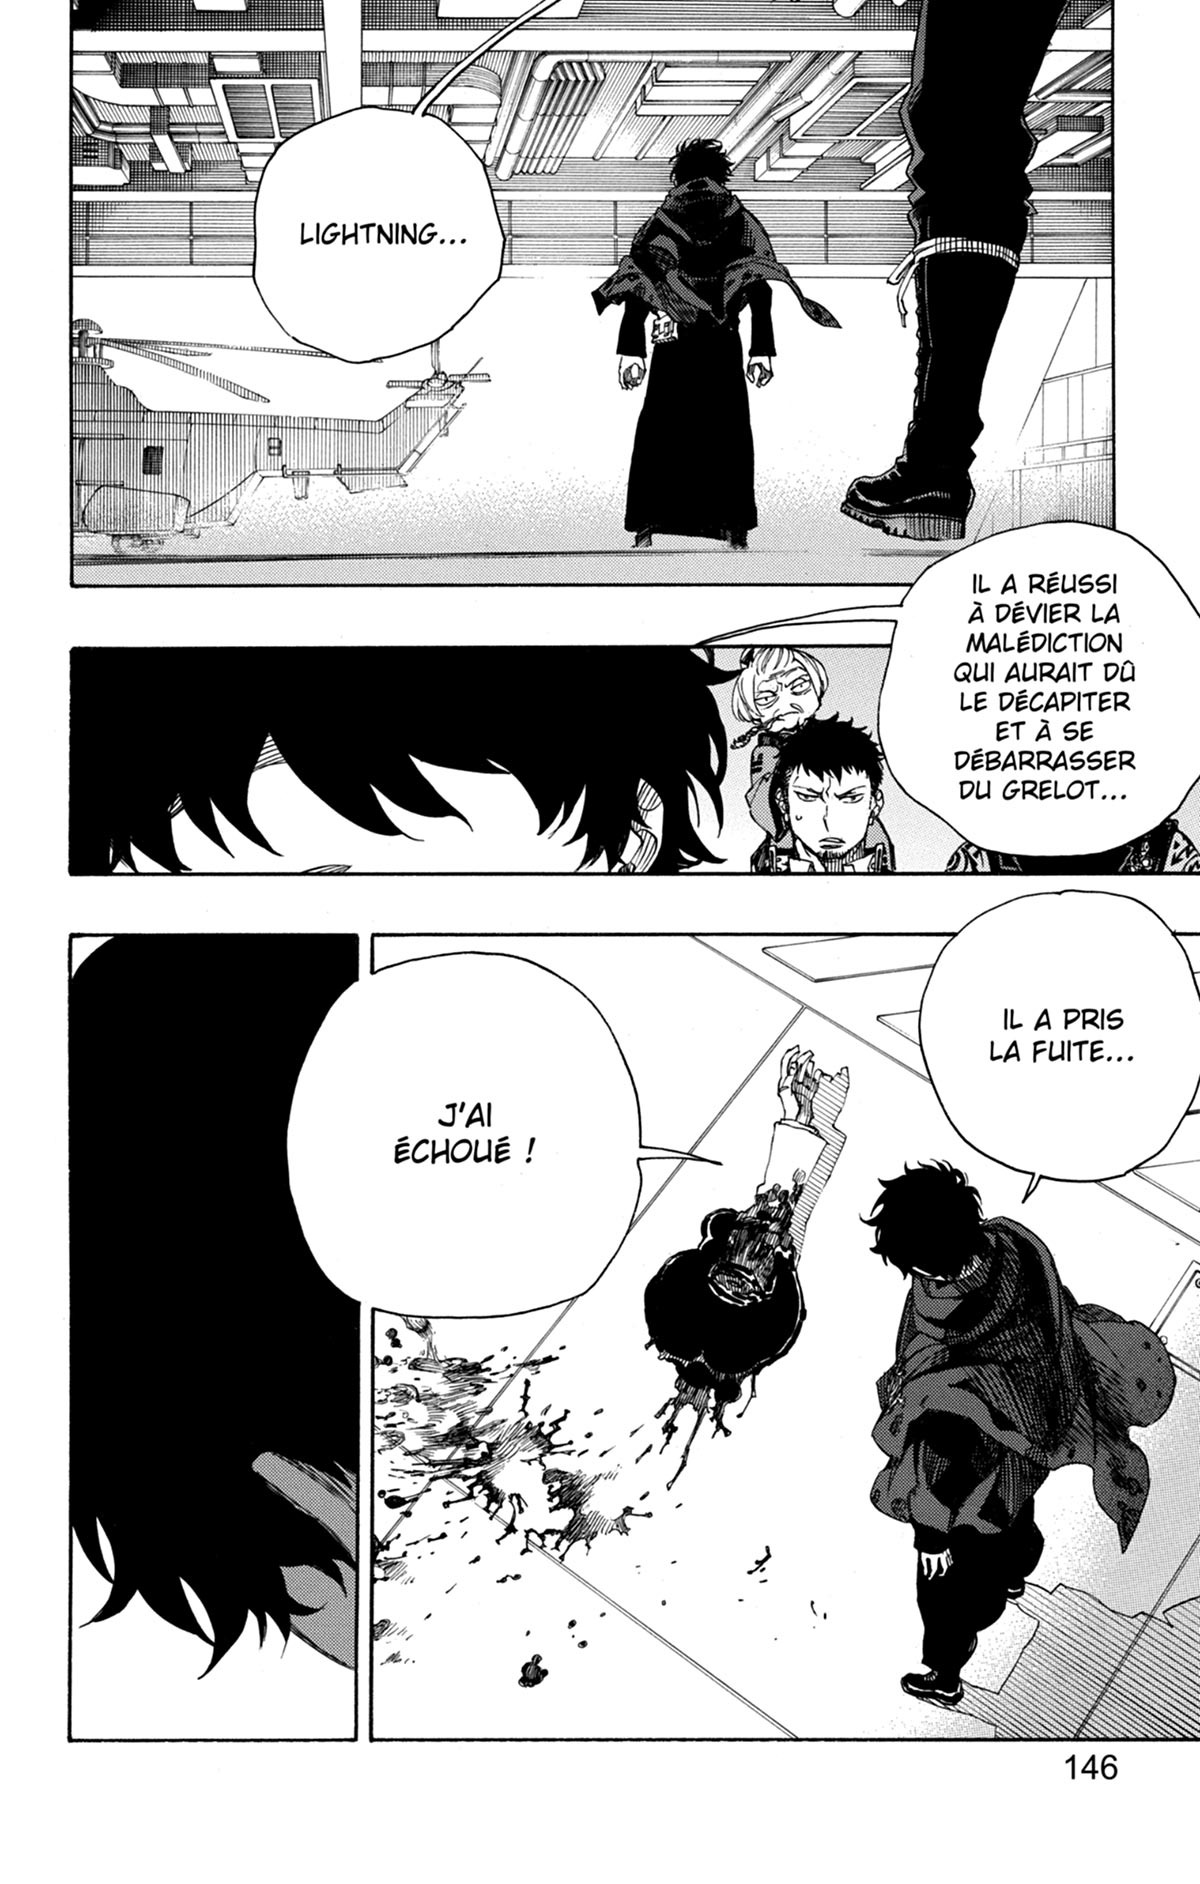 LIGHTNING...
IL A RÉUSSI
À DÉVIER LA
MALÉDICTION
QUI AURAIT DÛ
LE DÉCAPITER
ET À SE
DÉBARRASSER
DU GRELOT...
IL A PRIS
LA FUITE...
J'AI
ÉCHOUÉ !
146